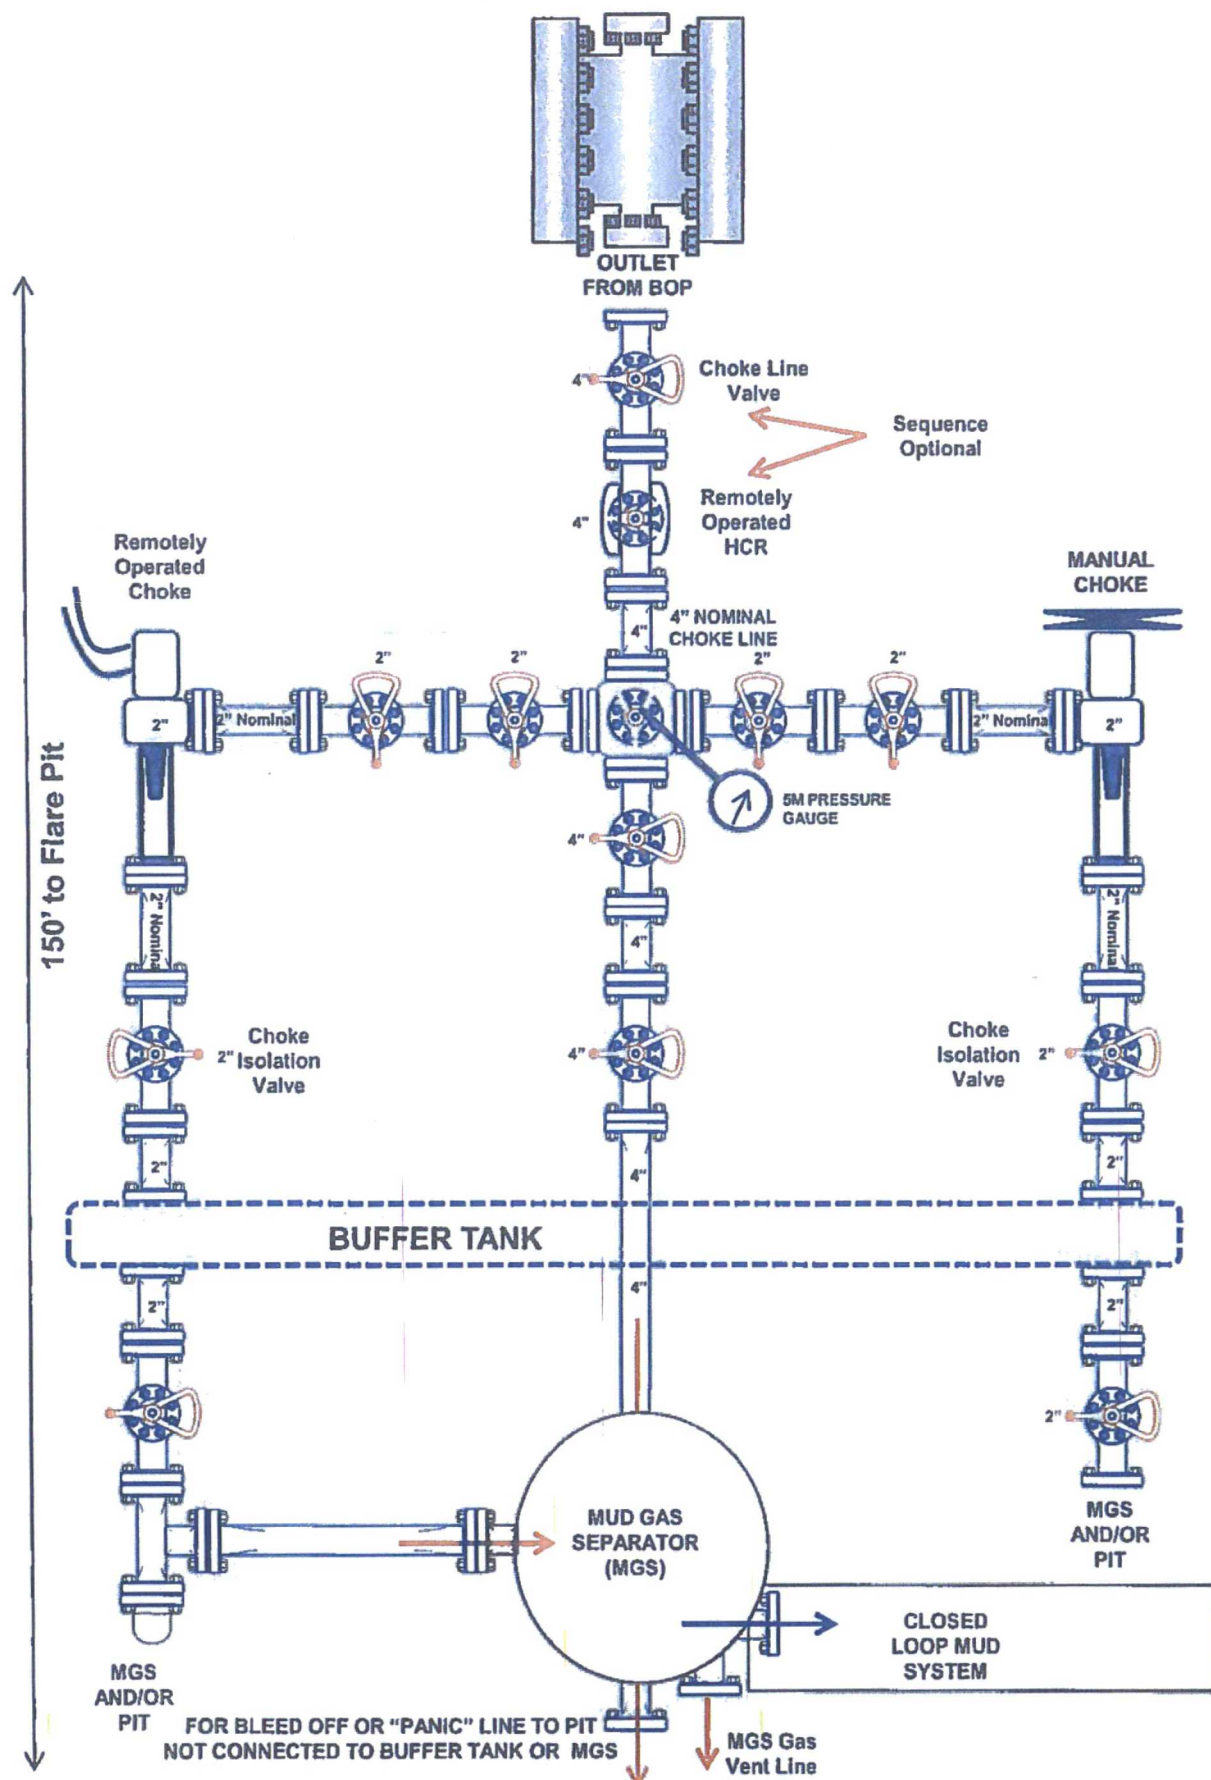 OUTLET
FROM BOP
4"
Choke Line
Valve
Sequence
Optional
4"
Remotely
Operated
HCR
Remotely
Operated
Choke
MANUAL
CHOKE
4"
4" NOMINAL
CHOKE LINE
2"
2"
2"
2"
2"
2" Nominal
2" Nomina
2"
5M PRESSURE
GAUGE
4"
150' to Flare Pit
2" Nominal
4"
2" Nominal
2"
Choke
Isolation
Valve
4"
Choke
Isolation
Valve
2"
2"
4"
2"
BUFFER TANK
2"
4"
2"
2"
MUD GAS
SEPARATOR
(MGS)
MGS
AND/OR
PIT
CLOSED
LOOP MUD
SYSTEM
MGS
AND/OR
PIT
FOR BLEED OFF OR "PANIC" LINE TO PIT
NOT CONNECTED TO BUFFER TANK OR MGS
MGS Gas
Vent Line